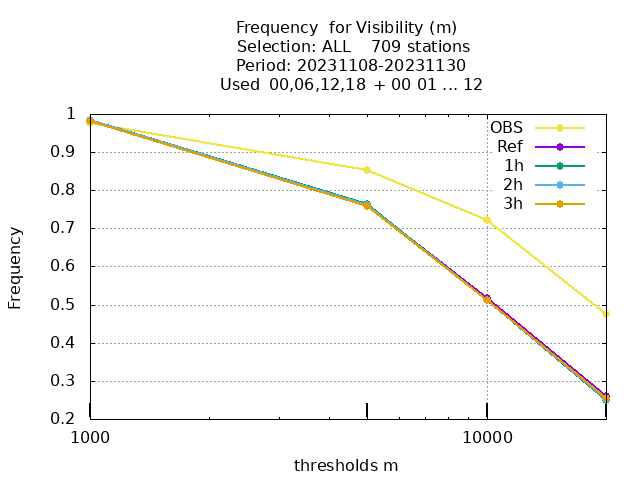 Frequency  for Visibility (m)
Selection: ALL    709 stations
Period: 20231108-20231130
Used  00,06,12,18  + 00 01 ... 12
1
0.9
0.8
0.7
0.6
0.5
0.4
0.3
0.2
Frequency
OBS
Ref
1h
2h
3h
1000
10000
thresholds m